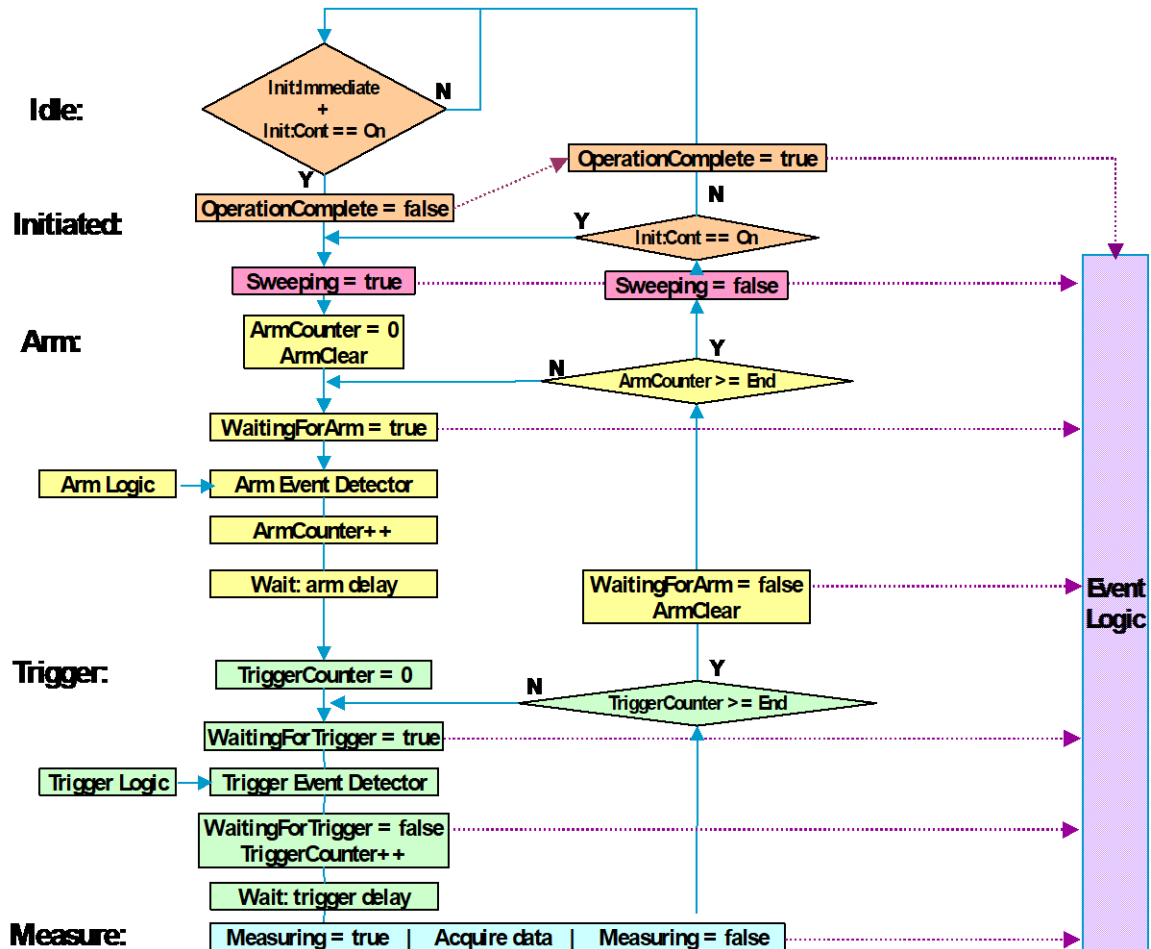 Init:Immediate
+
Init:Cont == On
N
Idle:
OperationComplete = true
Y
OperationComplete = false
N
Initiated:
Y
Init:Cont == On
Sweeping = true
Sweeping = false
ArmCounter = 0
ArmClear
Arm:
Y
N
ArmCounter >= End
WaitingForArm = true
Arm Logic
Arm Event Detector
ArmCounter++
Wait: arm delay
WaitingForArm = false
ArmClear
Event
Logic
Trigger:
TriggerCounter = 0
Y
N
TriggerCounter >= End
WaitingForTrigger = true
Trigger Logic
Trigger Event Detector
WaitingForTrigger = false
TriggerCounter++
Wait: trigger delay
Measure:
Measuring = true | Acquire data | Measuring = false